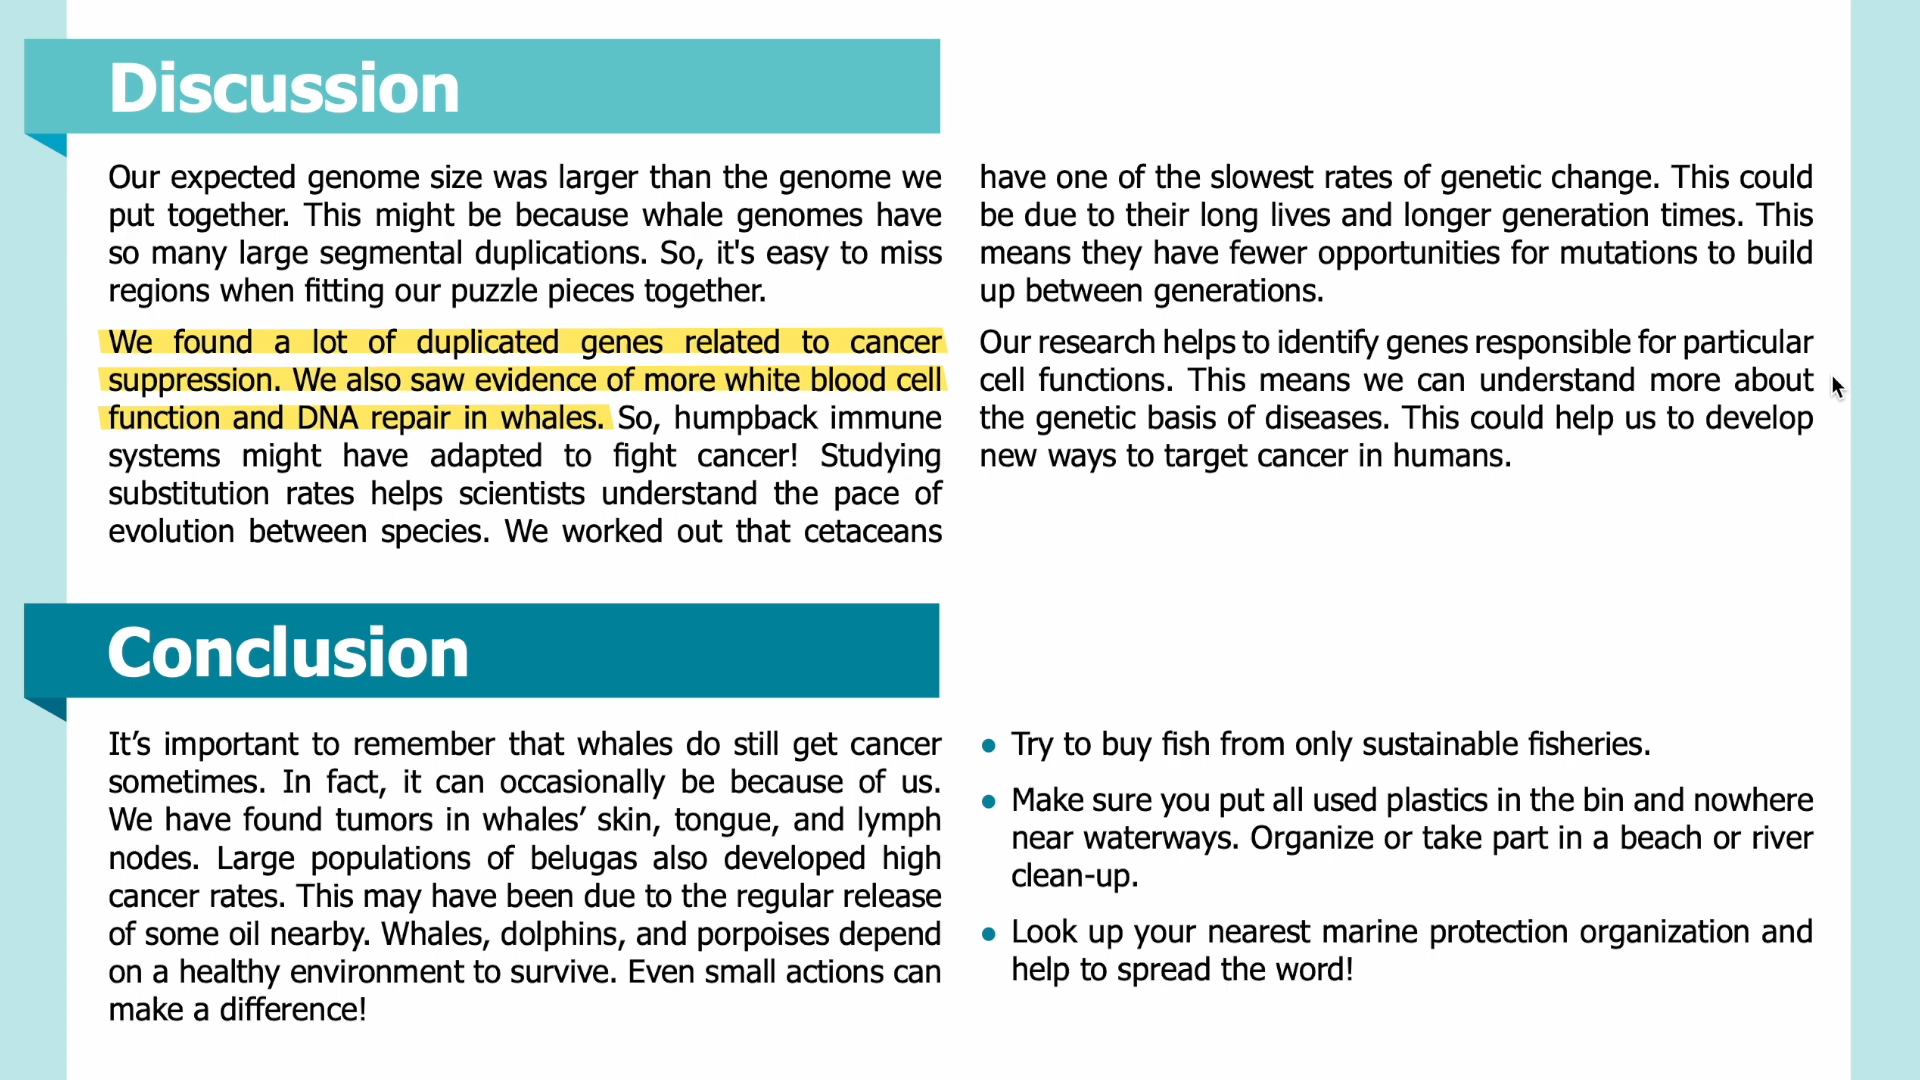 Discussion
Our expected genome size was larger than the genome we
put together. This might be because whale genomes have
so many large segmental duplications. So, it's easy to miss
regions when fitting our puzzle pieces together.
We found a lot of duplicated genes related to cancer
suppression. We also saw evidence of more white blood cell
function and DNA repair in whales. So, humpback immune
systems might have adapted to fight cancer! Studying
substitution rates helps scientists understand the pace of
evolution between species. We worked out that cetaceans
have one of the slowest rates of genetic change. This could
be due to their long lives and longer generation times. This
means they have fewer opportunities for mutations to build
up between generations.
Our research helps to identify genes responsible for particular
cell functions. This means we can understand more about
the genetic basis of diseases. This could help us to develop
new ways to target cancer in humans.
Conclusion
It’s important to remember that whales do still get cancer
sometimes. In fact, it can occasionally be because of us.
We have found tumors in whales’ skin, tongue, and lymph
nodes. Large populations of belugas also developed high
cancer rates. This may have been due to the regular release
of some oil nearby. Whales, dolphins, and porpoises depend
on a healthy environment to survive. Even small actions can
make a difference!
● Try to buy fish from only sustainable fisheries.
● Make sure you put all used plastics in the bin and nowhere
near waterways. Organize or take part in a beach or river
clean-up.
● Look up your nearest marine protection organization and
help to spread the word!